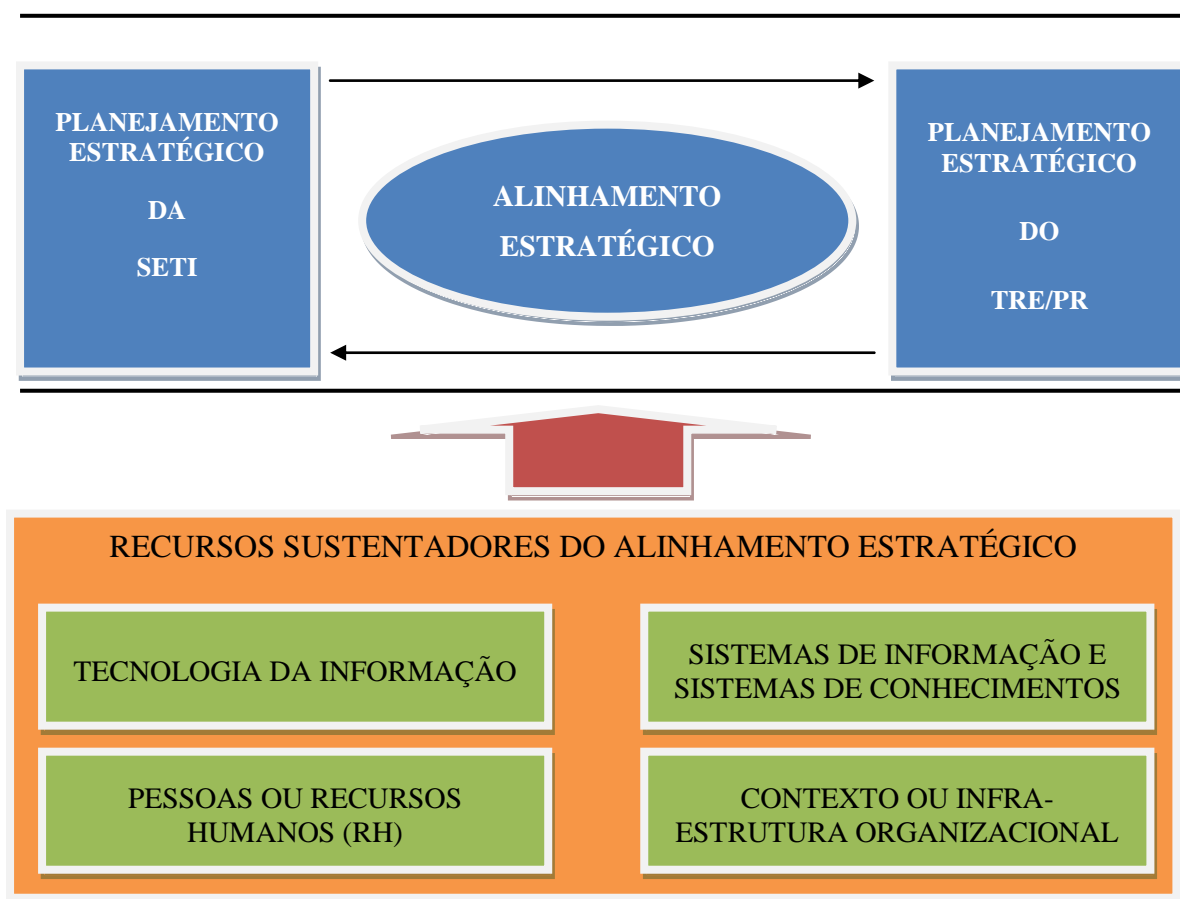 PLANEJAMENTO
ESTRATÉGICO
DA
SETI
ALINHAMENTO
ESTRATÉGICO
PLANEJAMENTO
ESTRATÉGICO
DO
TRE/PR
RECURSOS SUSTENTADORES DO ALINHAMENTO ESTRATÉGICO
TECNOLOGIA DA INFORMAÇÃO
SISTEMAS DE INFORMAÇÃO E
SISTEMAS DE CONHECIMENTOS
PESSOAS OU RECURSOS
HUMANOS (RH)
CONTEXTO OU INFRA-
ESTRUTURA ORGANIZACIONAL